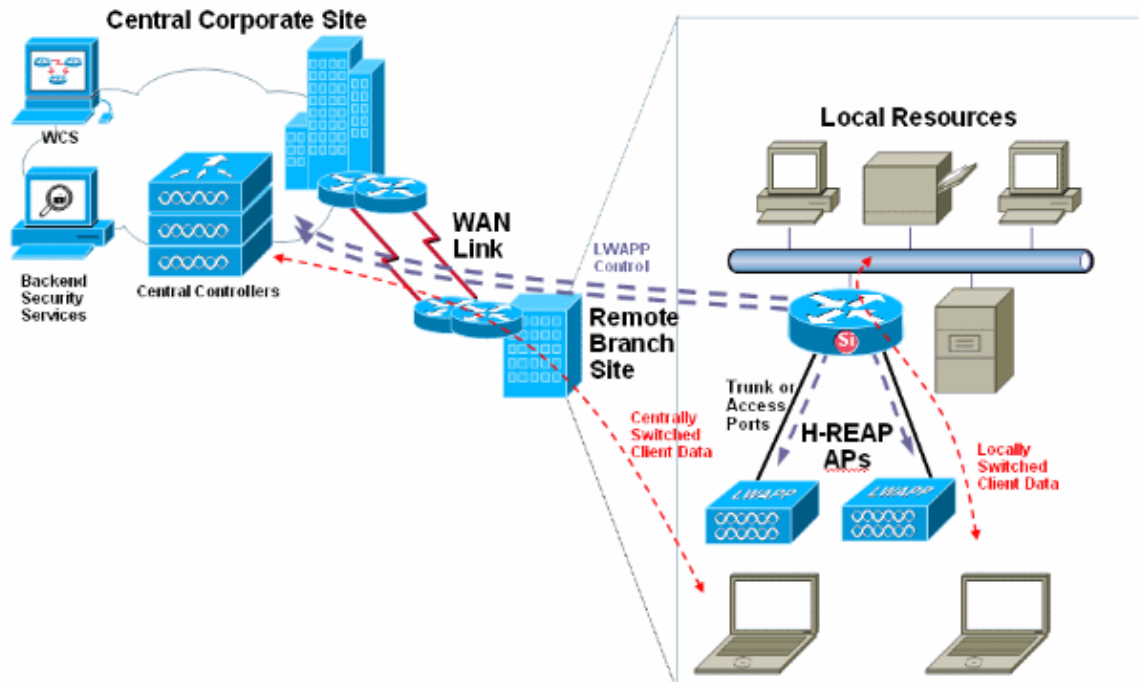 Central Corporate Site
WCS
Backend
Security
Services
Central Controllers
WAN
Link
LWAPP
Control
Remote
Branch
Site
Centrally
Switched
Client Data
Local Resources
Si
Trunk or
Access
Ports
H-REAP
APs
LWAPP
LWAPP
Locally
Switched
Client Data